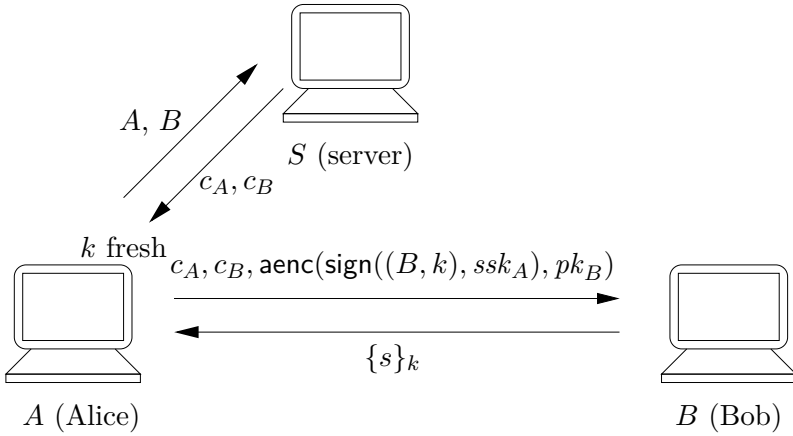 A, B
S (server)
c_A, c_B
k fresh
c_A, c_B, aenc(sign((B, k), ssk_A), pk_B)
{s}_k
A (Alice)
B (Bob)